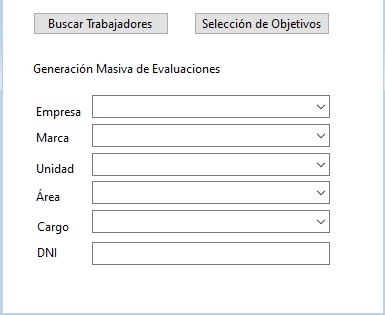 Buscar Trabajadores Selección de Objetivos
Generación Masiva de Evaluaciones
Empresa
Marca
Unidad
Área
Cargo
DNI